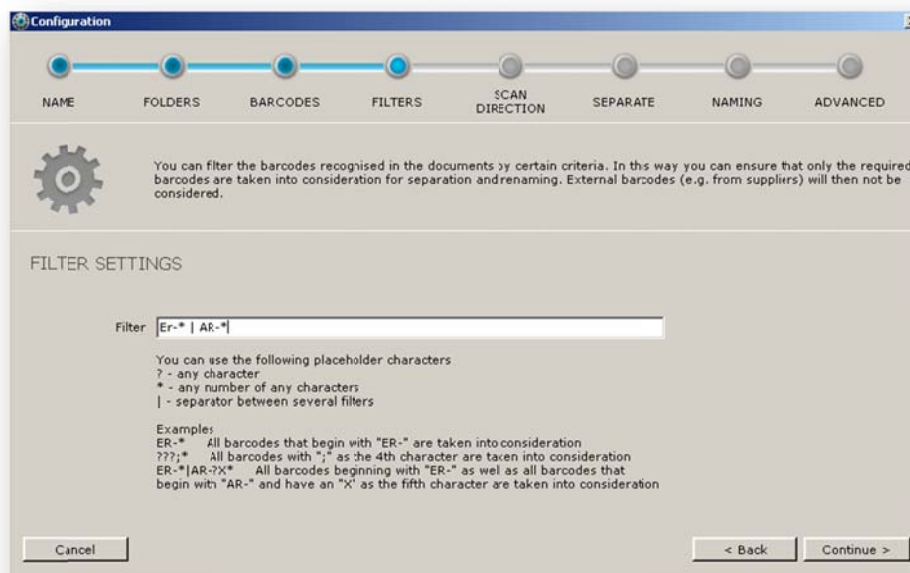 Configuration
NAME FOLDERS BARCODES FILTERS SCAN DIRECTION SEPARATE NAMING ADVANCED
You can filter the barcodes recognised in the documents by certain criteria. In this way you can ensure that only the required
barcodes are taken into consideration for separation and renaming. External barcodes (e.g. from suppliers) will then not be
considered.
FILTER SETTINGS
Filter Er-* | AR-*
You can use the following placeholder characters
? - any character
* - any number of any characters
| - separator between several filters
Examples
ER-* All barcodes that begin with "ER-" are taken into consideration
???;* All barcodes with ";" as the 4th character are taken into consideration
ER-*|AR-?X* All barcodes beginning with "ER-" as well as all barcodes that
begin with "AR-" and have an "X" as the fifth character are taken into consideration
Cancel < Back Continue >